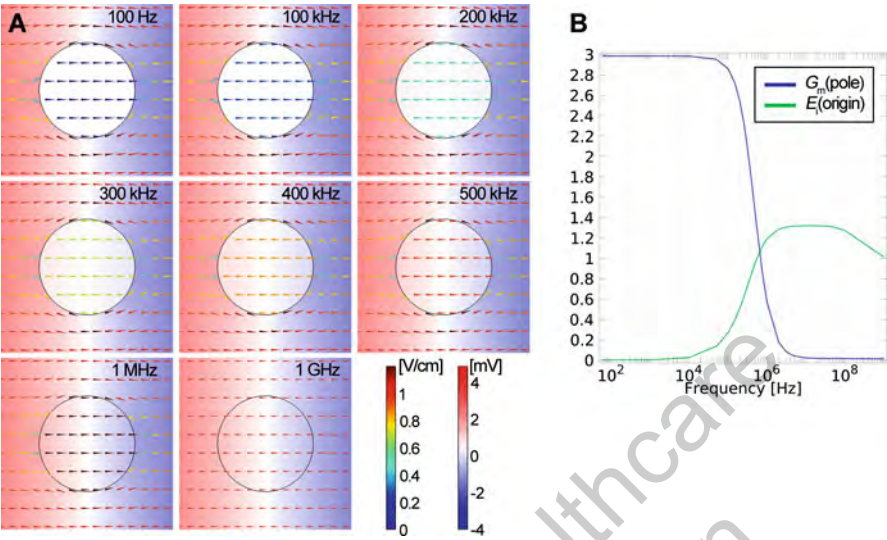 A
100 Hz
100 kHz
200 kHz
300 kHz
400 kHz
500 kHz
1 MHz
1 GHz
[V/cm]
1
0.8
0.6
0.4
0.2
0
[mV]
4
2
0
-2
-4
B
3
2.8
2.6
2.4
2.2
2
1.8
1.6
1.4
1.2
1
0.8
0.6
0.4
0.2
0
Gm(pole)
Ei(origin)
10² 10⁴ 10⁶ 10⁸
Frequency [Hz]
lthcare